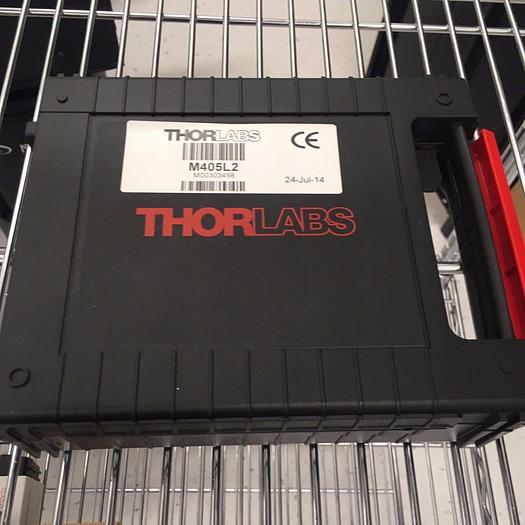 THORLABS CE
M405L2
M00303498
24-Jul-14
THORLABS